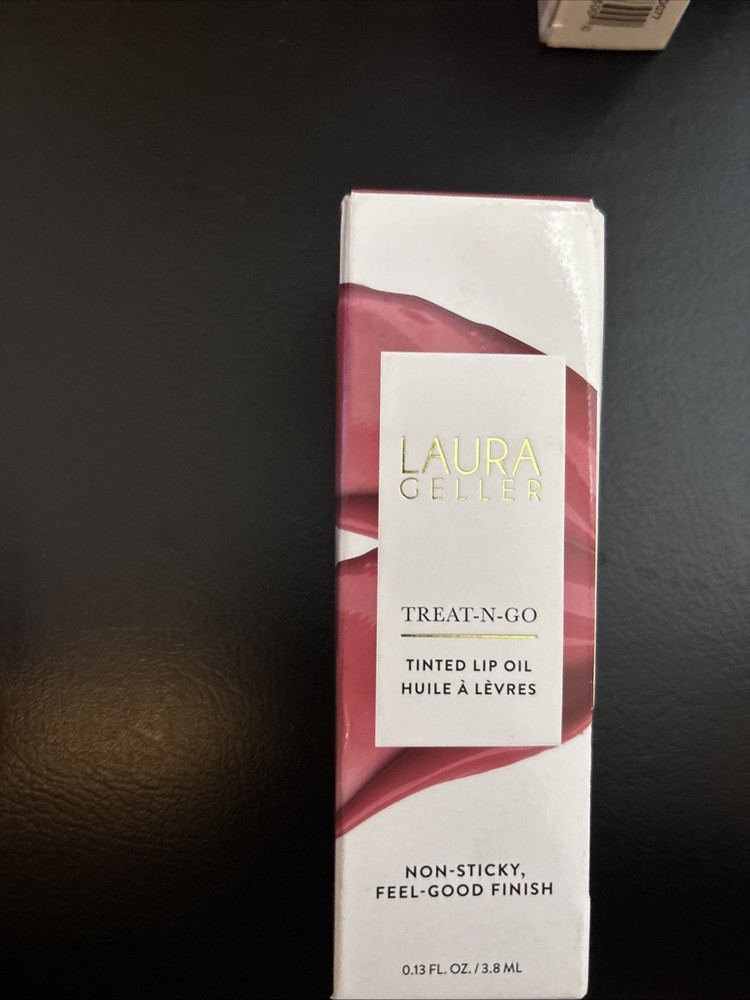 LAURA
GELLER
TREAT-N-GO
TINTED LIP OIL
HUILE À LÈVRES
NON-STICKY,
FEEL-GOOD FINISH
0.13 FL. OZ. / 3.8 ML